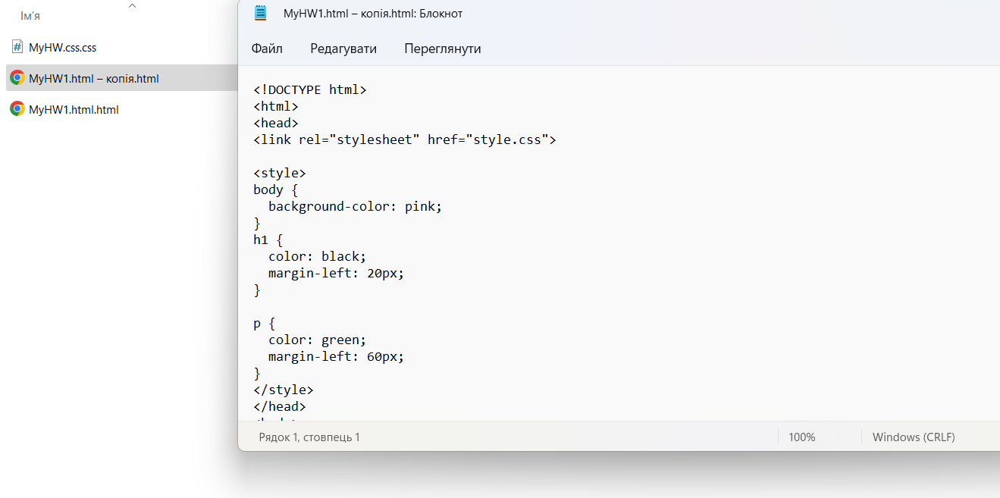 Ім'я
MyHW.css.css
MyHW1.html – копія.html
MyHW1.html.html
MyHW1.html – копія.html: Блокнот
Файл Редагувати Переглянути
<!DOCTYPE html>
<html>
<head>
<link rel="stylesheet" href="style.css">
<style>
body {
  background-color: pink;
}
h1 {
  color: black;
  margin-left: 20px;
}
p {
  color: green;
  margin-left: 60px;
}
</style>
</head>
Рядок 1, стовпець 1 100% Windows (CRLF)